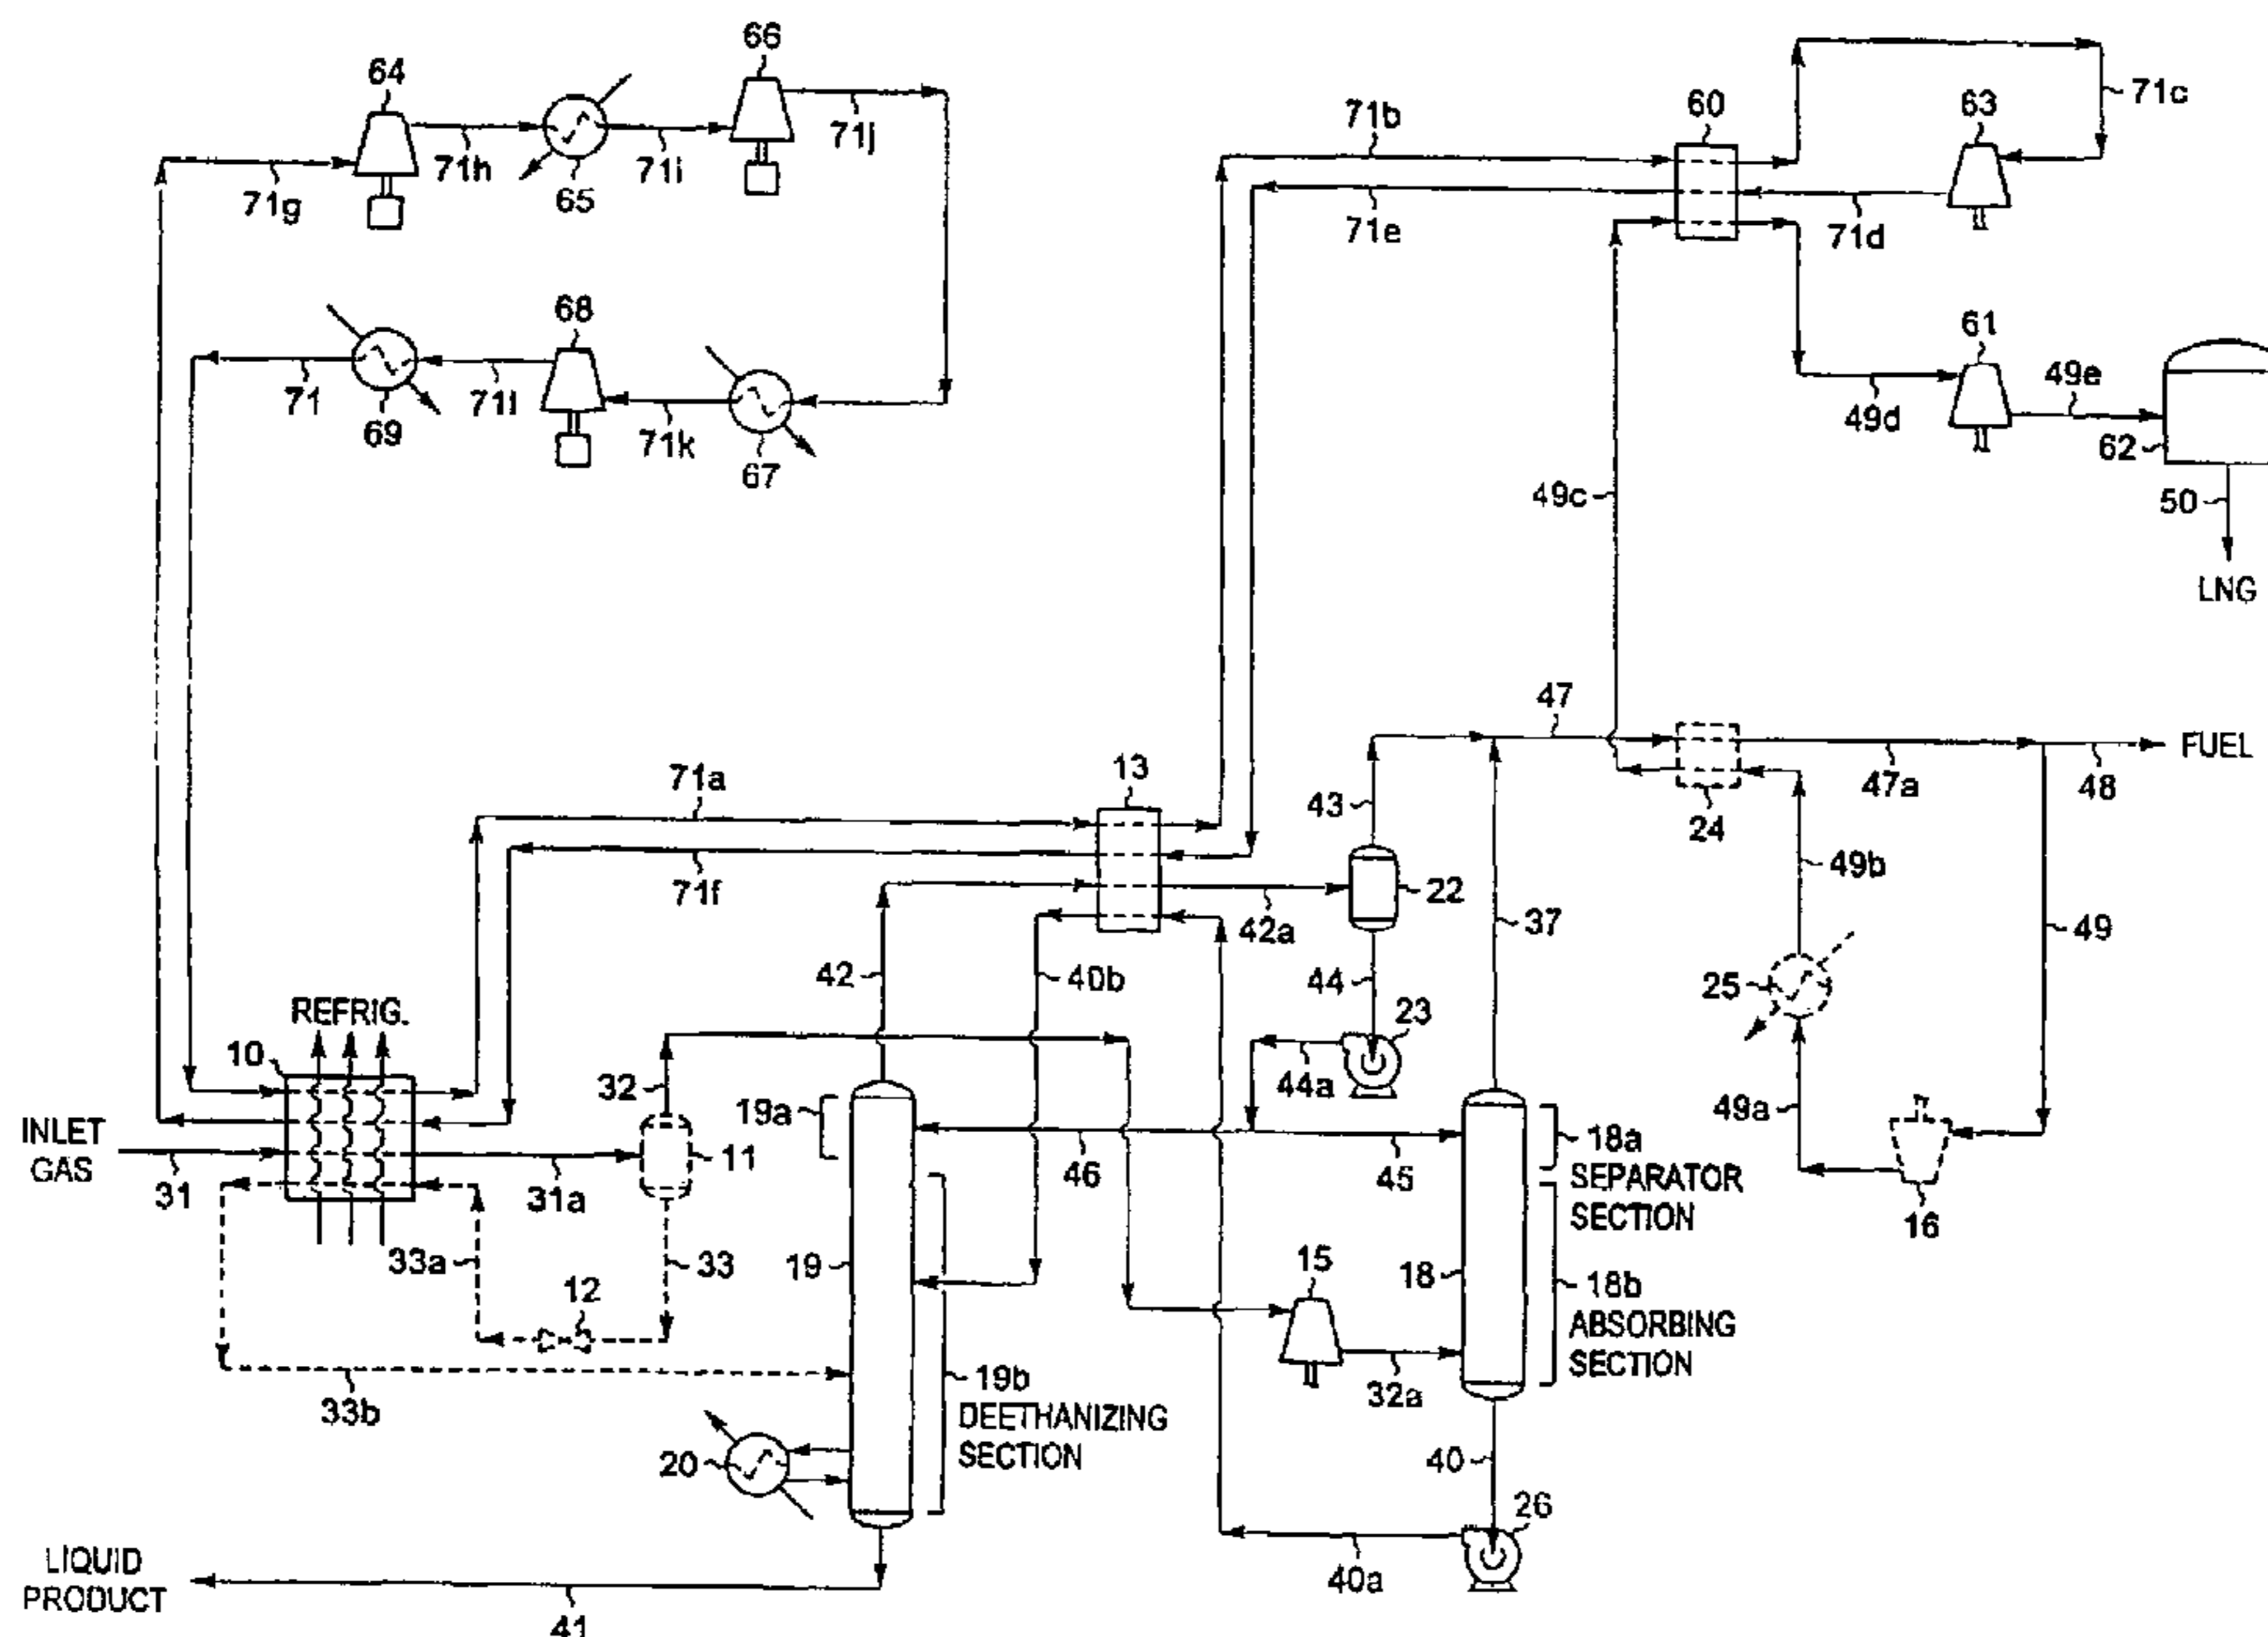 66
64
71c
63
60
71b
71h
71j
71i
65
71g
71e
71d
61
68
49e
71
71l
49d
69
71k
62
67
49c
50
LNG
47
FUEL
71a
13
47a
48
43
24
49b
71f
22
42a
37
49
42
40b
44
25
REFRIG.
23
10
32
44a
19a
49a
INLET
GAS
11
18a
SEPARATOR
SECTION
46
45
31
31a
16
33a
33
19
15
18
12
18b
ABSORBING
SECTION
19b
DEETHANIZING
SECTION
32a
33b
20
40
26
LIQUID
PRODUCT
40a
41